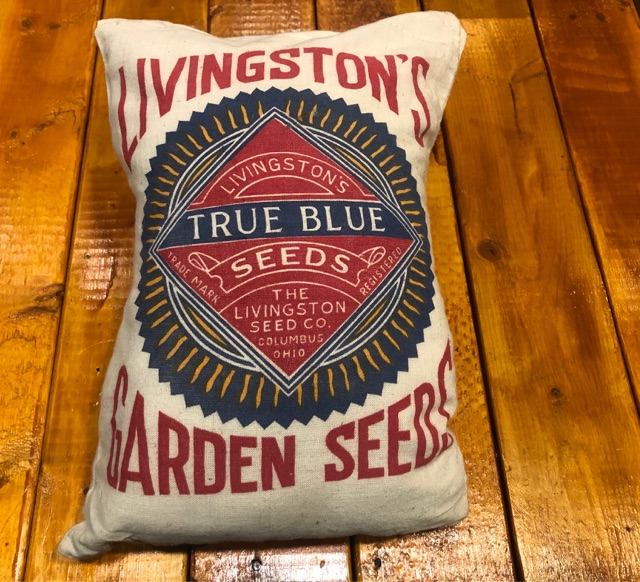 LIVINGSTON'S
LIVINGSTON'S
TRUE BLUE
SEEDS
TRADE MARK
REGISTERED
THE
LIVINGSTON
SEED CO.
COLUMBUS
OHIO
GARDEN SEEDS